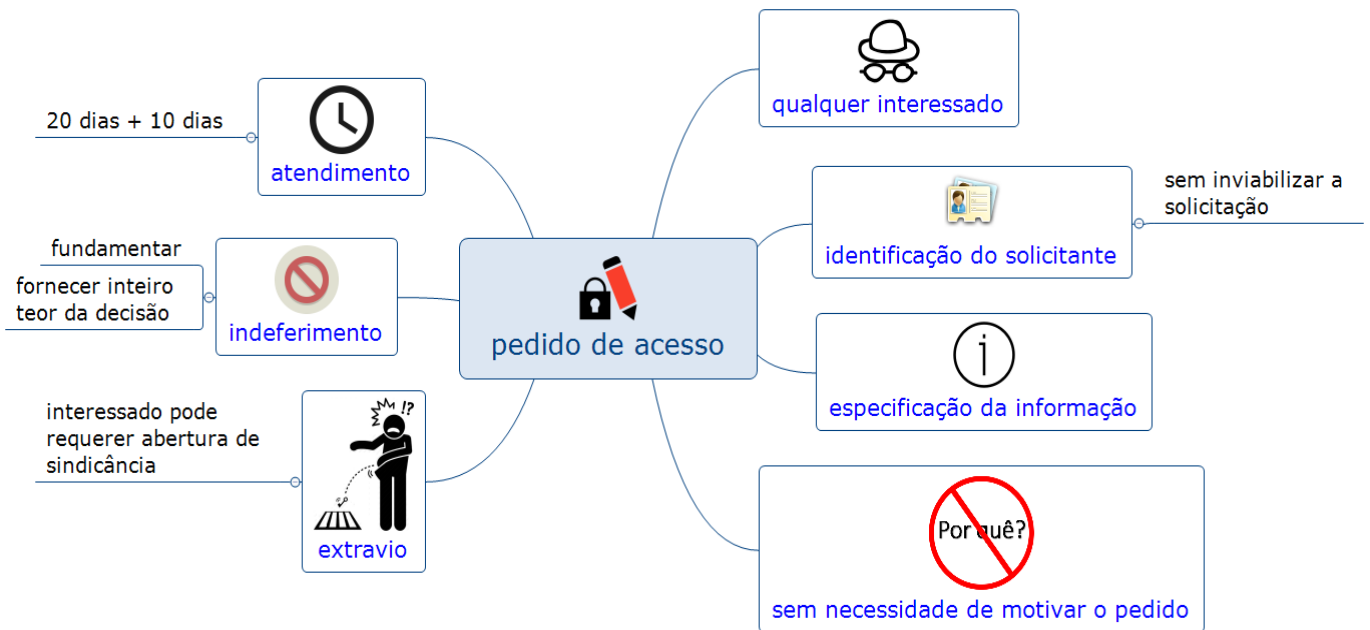 pedido de acesso
qualquer interessado
identificação do solicitante
sem inviabilizar a
solicitação
i
especificação da informação
Por quê?
sem necessidade de motivar o pedido
20 dias + 10 dias
atendimento
fundamentar
fornecer inteiro
teor da decisão
indeferimento
interessado pode
requerer abertura de
sindicância
!?
extravio